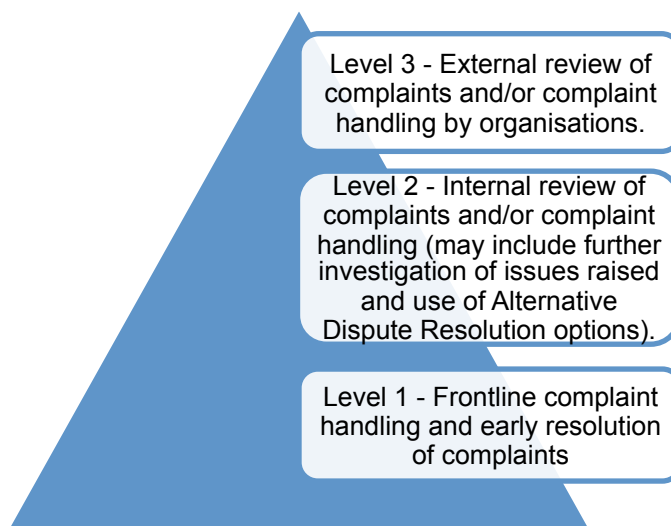 Level 3 - External review of
complaints and/or complaint
handling by organisations.
Level 2 - Internal review of
complaints and/or complaint
handling (may include further
investigation of issues raised
and use of Alternative
Dispute Resolution options).
Level 1 - Frontline complaint
handling and early resolution
of complaints